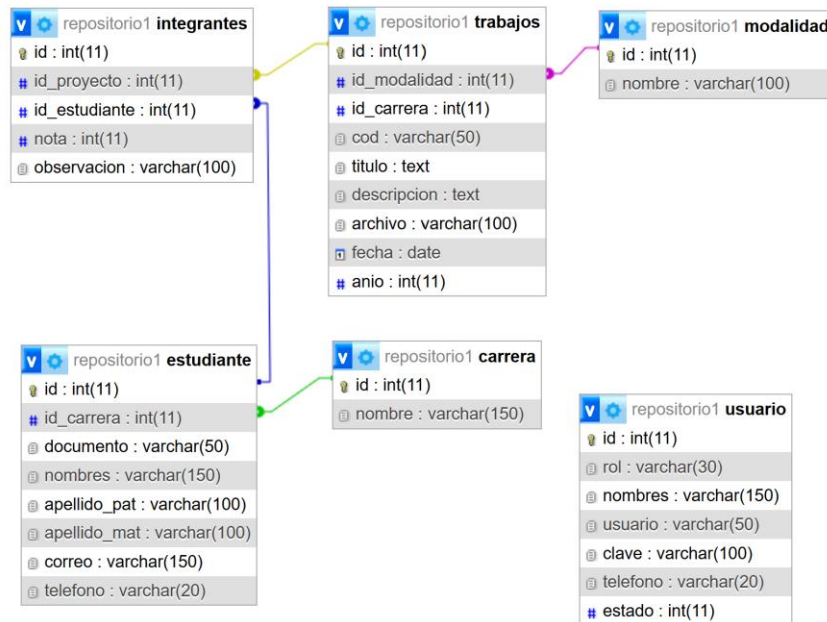 repositorio1 integrantes
id : int(11)
id_proyecto : int(11)
id_estudiante : int(11)
nota : int(11)
observacion : varchar(100)
repositorio1 trabajos
id : int(11)
id_modalidad : int(11)
id_carrera : int(11)
cod : varchar(50)
titulo : text
descripcion : text
archivo : varchar(100)
fecha : date
anio : int(11)
repositorio1 modalidad
id : int(11)
nombre : varchar(100)
repositorio1 estudiante
id : int(11)
id_carrera : int(11)
documento : varchar(50)
nombres : varchar(150)
apellido_pat : varchar(100)
apellido_mat : varchar(100)
correo : varchar(150)
telefono : varchar(20)
repositorio1 carrera
id : int(11)
nombre : varchar(150)
repositorio1 usuario
id : int(11)
rol : varchar(30)
nombres : varchar(150)
usuario : varchar(50)
clave : varchar(100)
telefono : varchar(20)
estado : int(11)